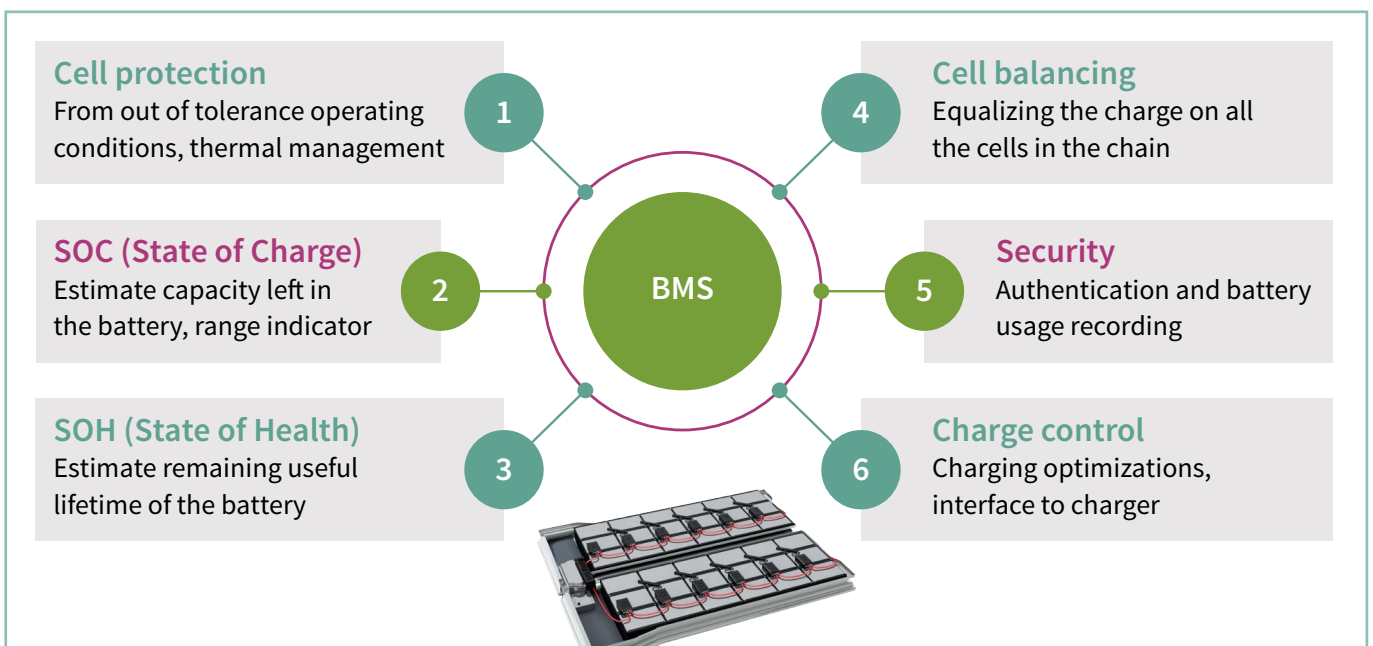 Cell protection
From out of tolerance operating
conditions, thermal management
1
SOC (State of Charge)
Estimate capacity left in
the battery, range indicator
2
SOH (State of Health)
Estimate remaining useful
lifetime of the battery
3
BMS
4
Cell balancing
Equalizing the charge on all
the cells in the chain
5
Security
Authentication and battery
usage recording
6
Charge control
Charging optimizations,
interface to charger